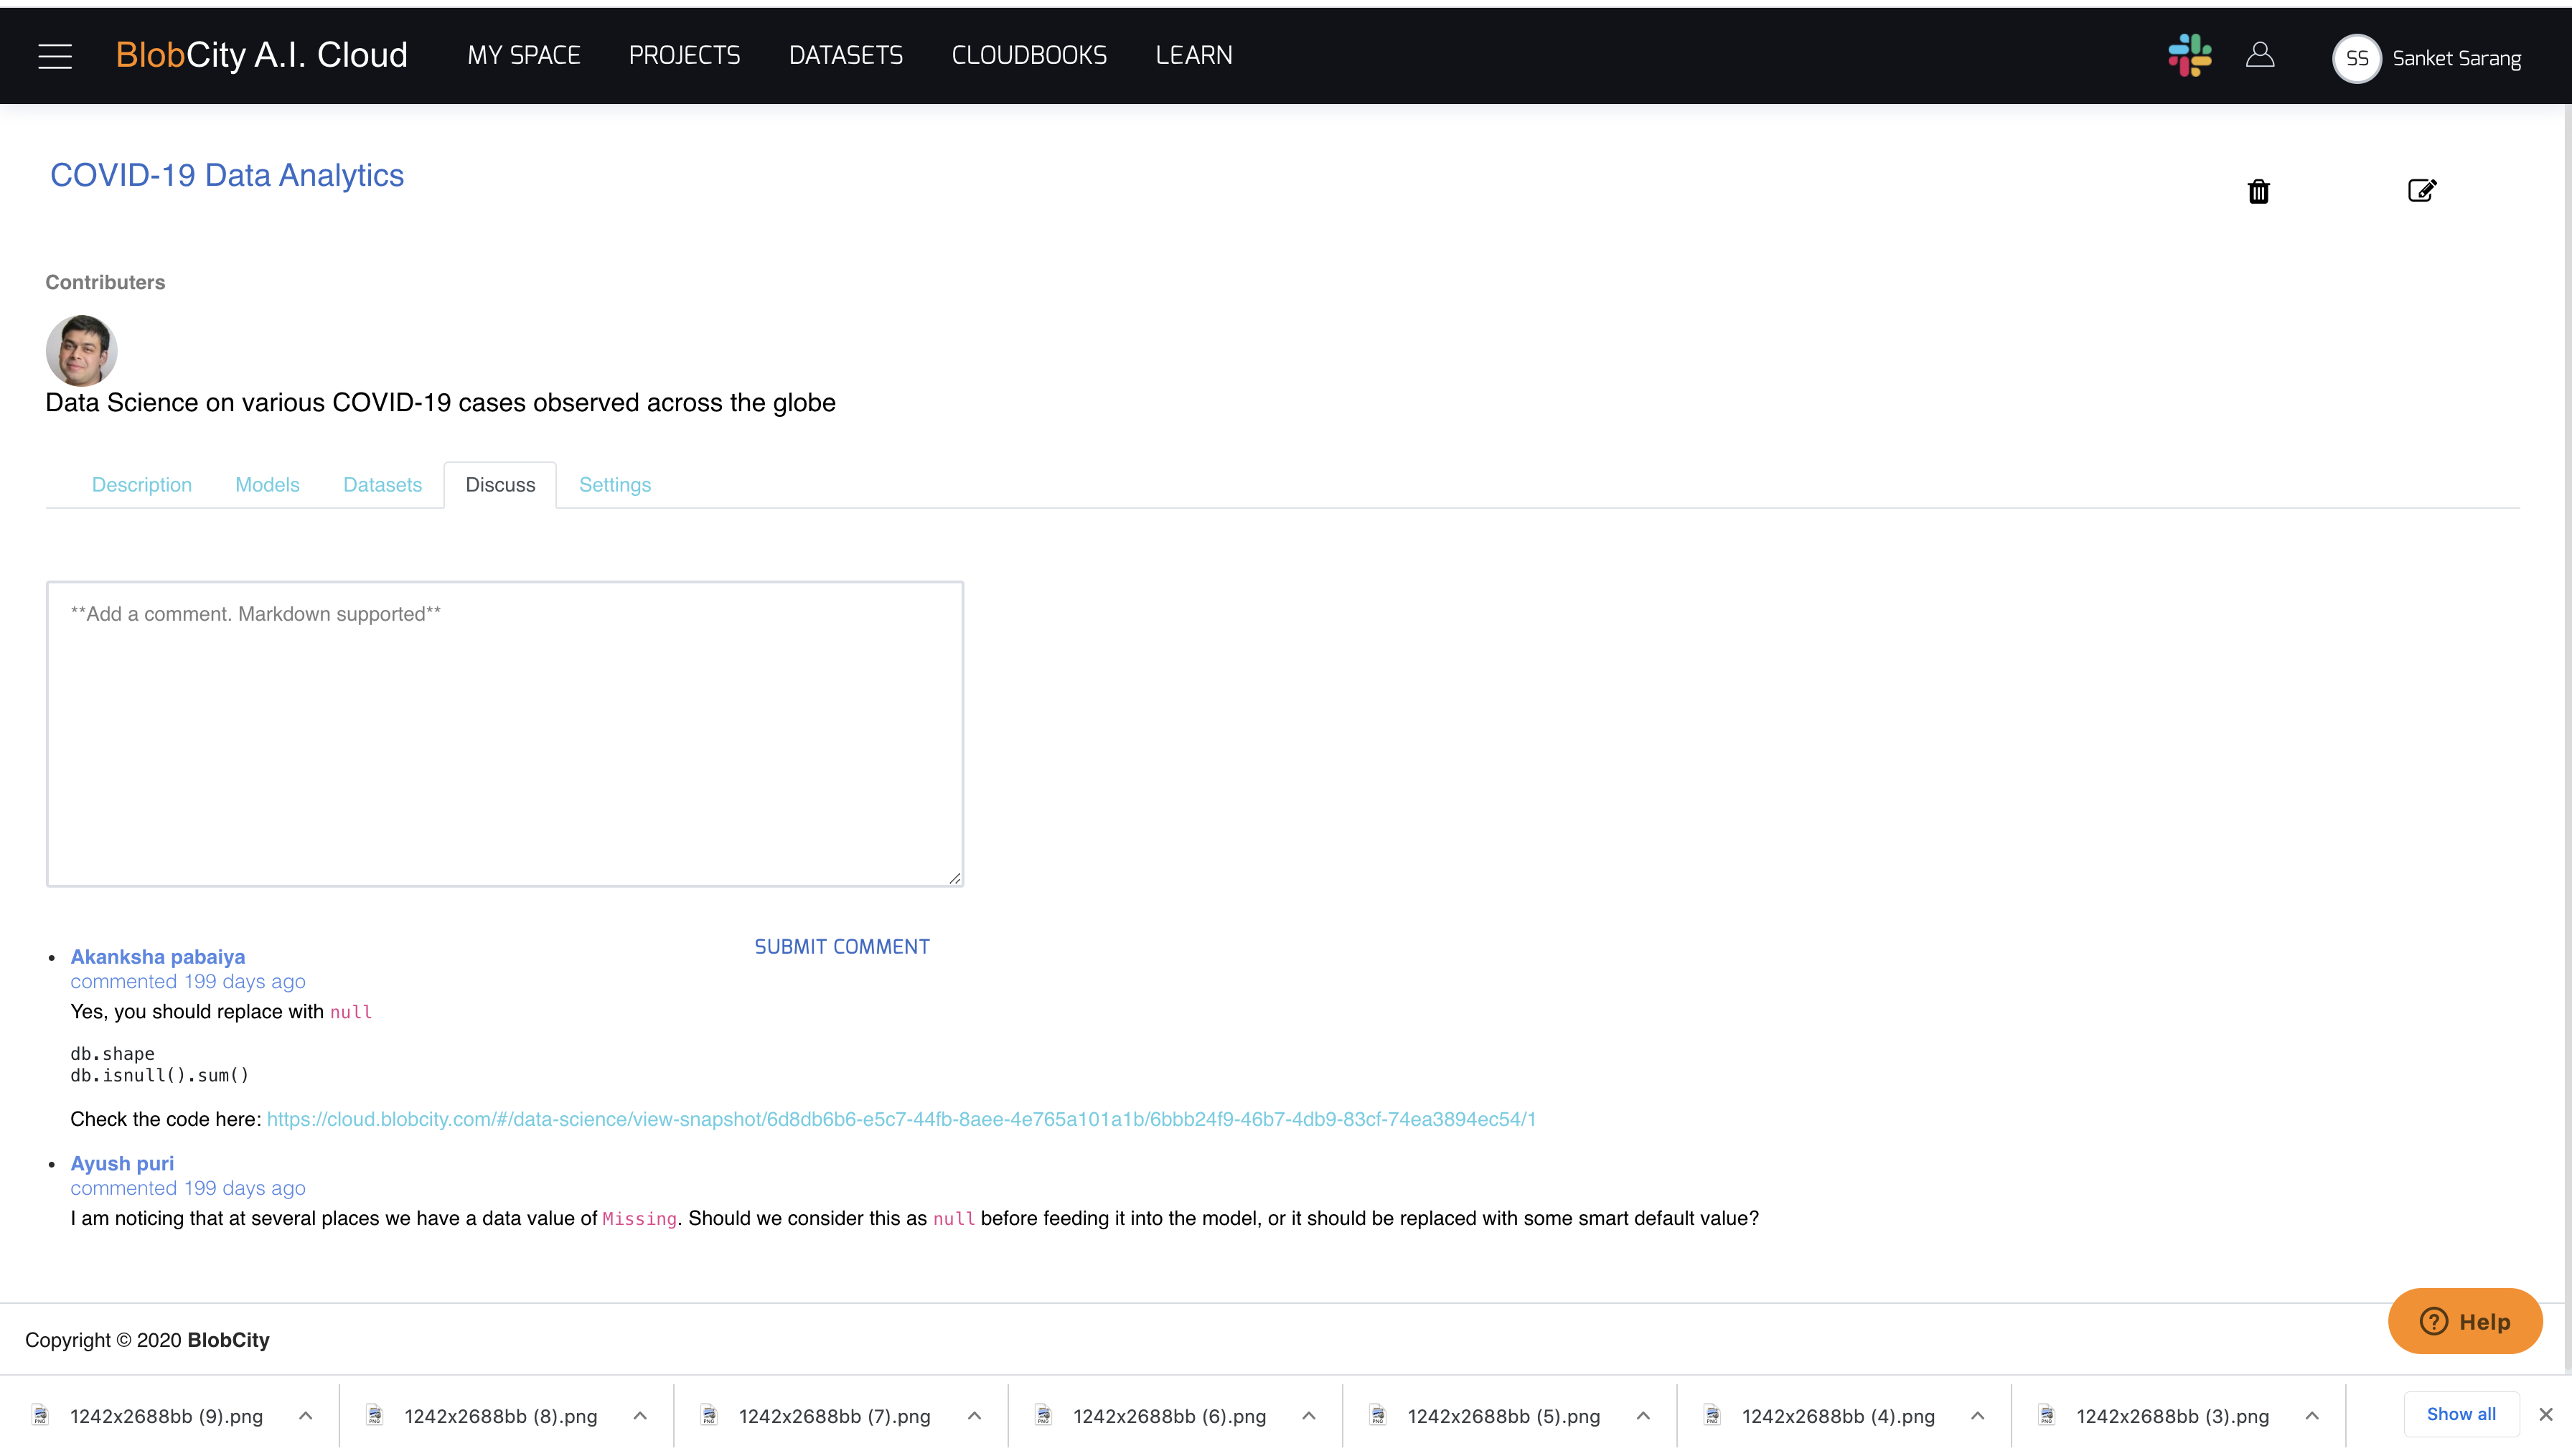 BlobCity A.I. Cloud MY SPACE PROJECTS DATASETS CLOUDBOOKS LEARN SS Sanket Sarang
COVID-19 Data Analytics
Contributers
Data Science on various COVID-19 cases observed across the globe
Description Models Datasets Discuss Settings
**Add a comment. Markdown supported**
SUBMIT COMMENT
Akanksha pabaiya
commented 199 days ago
Yes, you should replace with null
db.shape
db.isnull().sum()
Check the code here: https://cloud.blobcity.com/#/data-science/view-snapshot/6d8db6b6-e5c7-44fb-8aee-4e765a101a1b/6bbb24f9-46b7-4db9-83cf-74ea3894ec54/1
Ayush puri
commented 199 days ago
I am noticing that at several places we have a data value of Missing. Should we consider this as null before feeding it into the model, or it should be replaced with some smart default value?
Help
Copyright © 2020 BlobCity
1242x2688bb (9).png 1242x2688bb (8).png 1242x2688bb (7).png 1242x2688bb (6).png 1242x2688bb (5).png 1242x2688bb (4).png 1242x2688bb (3).png Show all